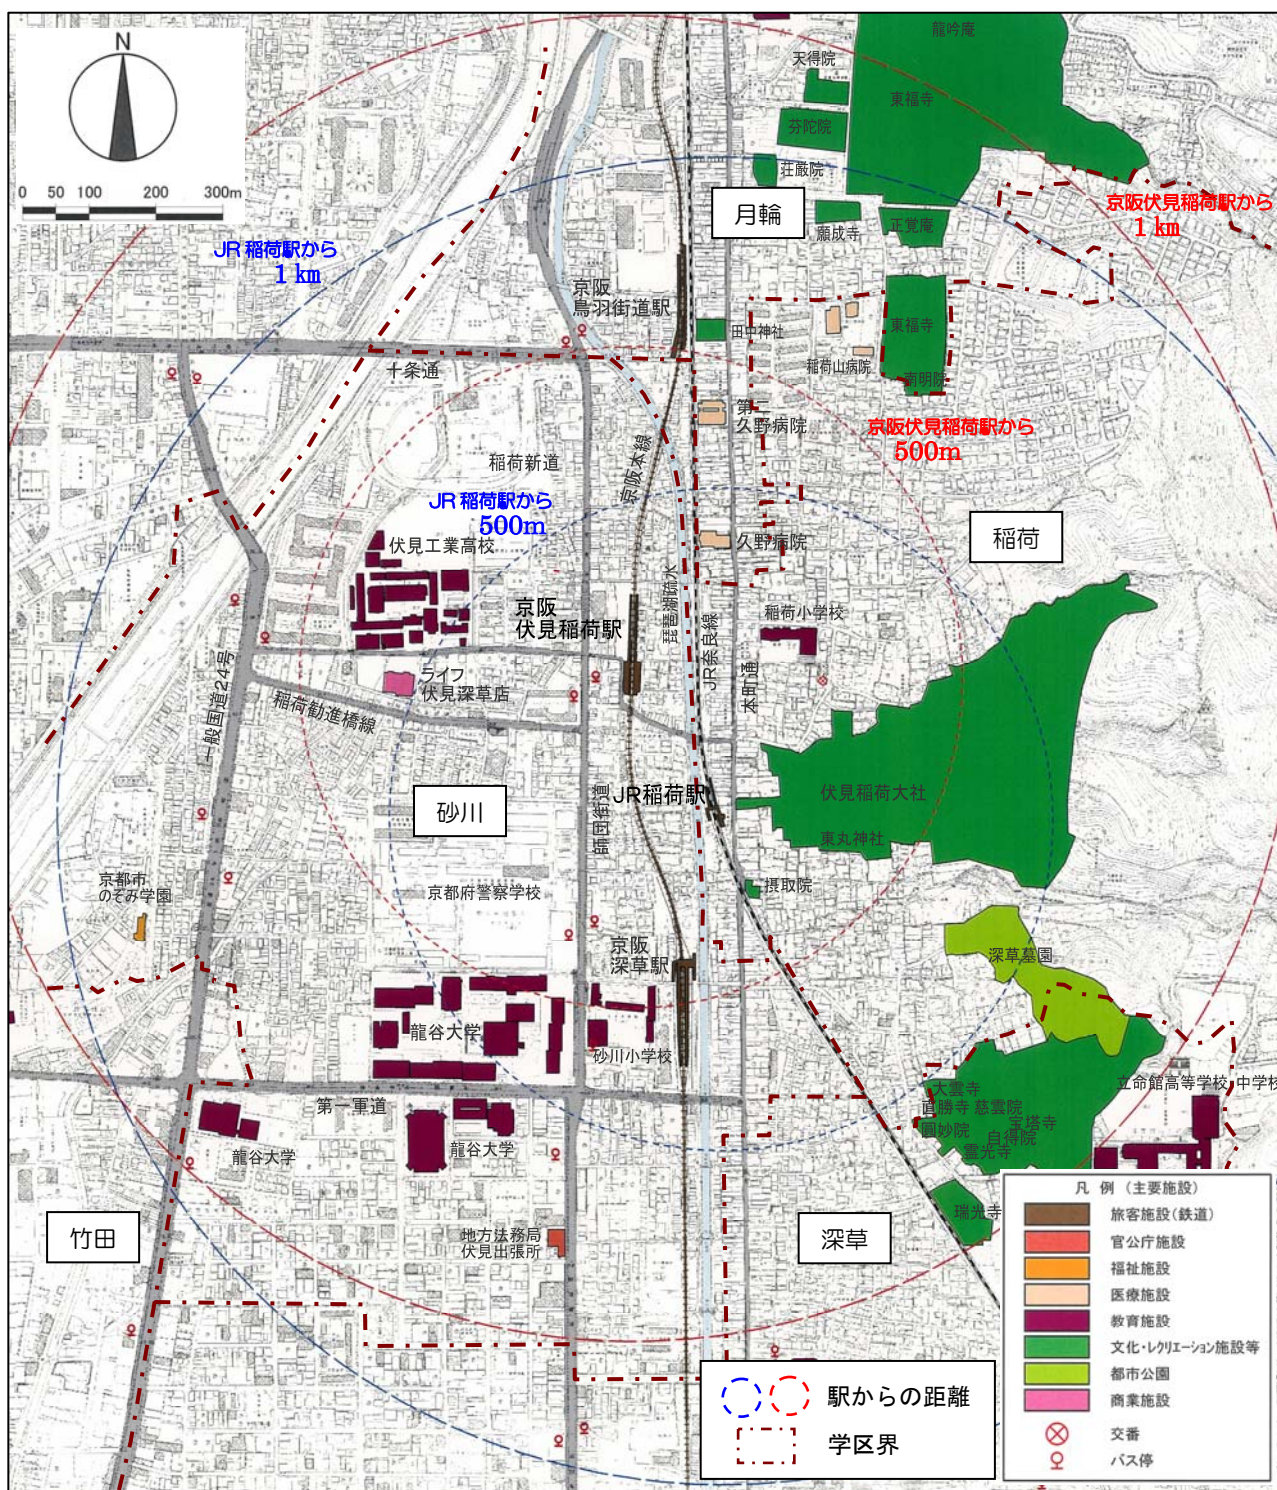 N
0 50 100 200 300m
龍吟庵
天得院
東福寺
芬陀院
荘厳院
月輪
京阪伏見稲荷駅から
1km
願成寺
正覚庵
JR稲荷駅から
1km
京阪
鳥羽街道駅
田中神社
東福寺
稲荷山病院
南明院
十条通
第二
久野病院
京阪伏見稲荷駅から
500m
京阪本線
稲荷新道
JR稲荷駅から
500m
稲荷
伏見工業高校
久野病院
琵琶湖疏水
京阪
伏見稲荷駅
稲荷小学校
JR奈良線
本町通
一般国道24号
ライフ
伏見深草店
稲荷勧進橋線
師団街道
JR稲荷駅
伏見稲荷大社
砂川
東丸神社
京都市
のぞみ学園
京都府警察学校
摂取院
京阪
深草駅
深草墓園
龍谷大学
砂川小学校
立命館高等学校 中学校
大雲寺
直勝寺 慈雲院
宝塔寺
圓妙院
自得院
霊光寺
第一軍道
龍谷大学
龍谷大学
瑞光寺
竹田
地方法務局
伏見出張所
深草
凡 例 (主要施設)
旅客施設(鉄道)
官公庁施設
福祉施設
医療施設
教育施設
文化・レクリエーション施設等
都市公園
商業施設
交番
バス停
駅からの距離
学区界